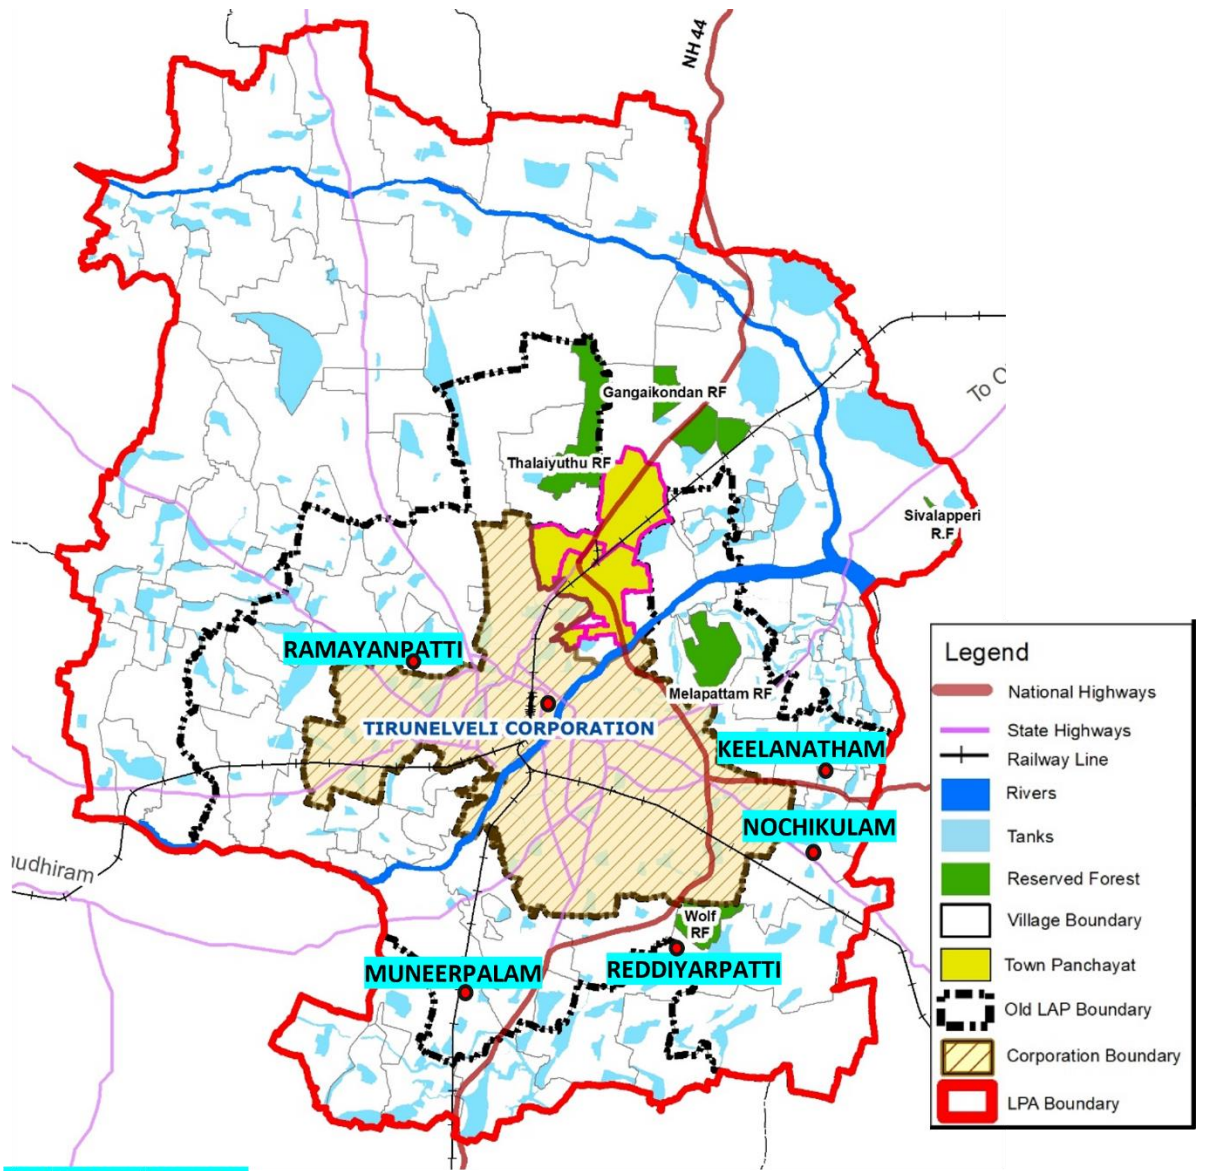 NH 44
To C
Gangaikondan RF
Thalaiyuthu RF
Sivalapperi
R.F
RAMAYANPATTI
Melapattam RF
TIRUNELVELI CORPORATION
KEELANATHAM
NOCHIKULAM
udhiram
Wolf
RF
MUNEERPALAM
REDDIYARPATTI
Legend
National Highways
State Highways
Railway Line
Rivers
Tanks
Reserved Forest
Village Boundary
Town Panchayat
Old LAP Boundary
Corporation Boundary
LPA Boundary